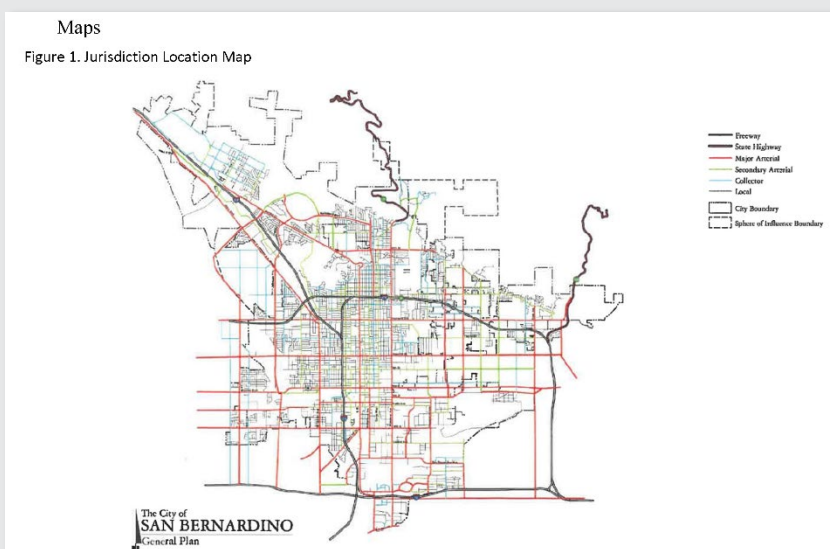 Maps
Figure 1. Jurisdiction Location Map
Freeway
State Highway
Major Arterial
Secondary Arterial
Collector
Local
City Boundary
Sphere of Influence Boundary
The City of
SAN BERNARDINO
General Plan